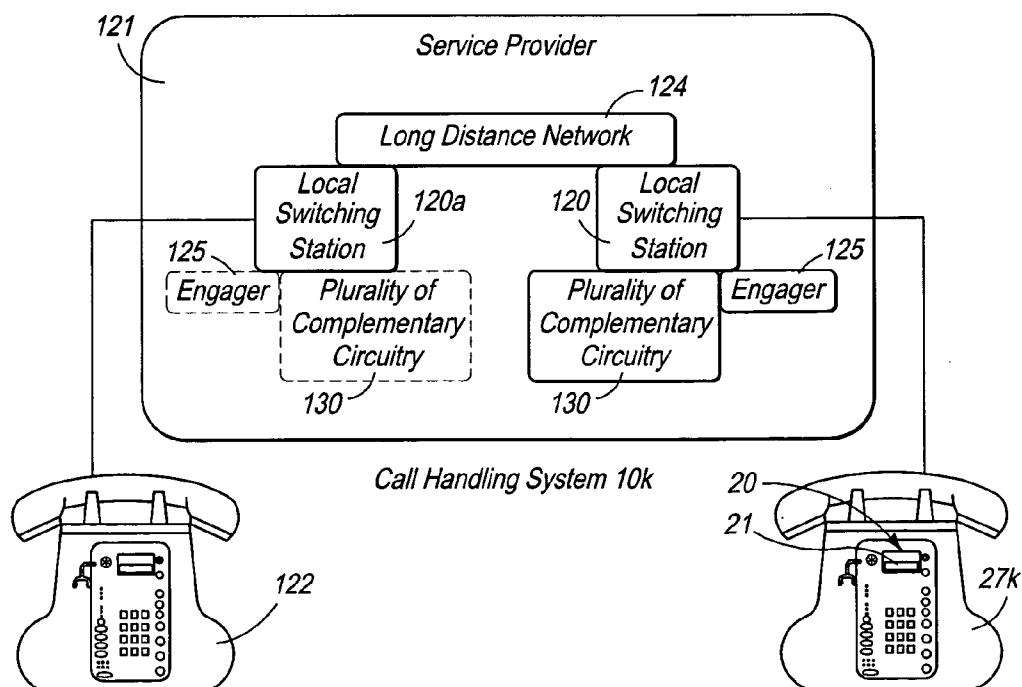 121
Service Provider
124
Long Distance Network
Local
Switching
Station
120a
120
Local
Switching
Station
125
Engager
Plurality of
Complementary
Circuitry
130
Plurality of
Complementary
Circuitry
130
125
Engager
Call Handling System 10k
20
21
122
27k